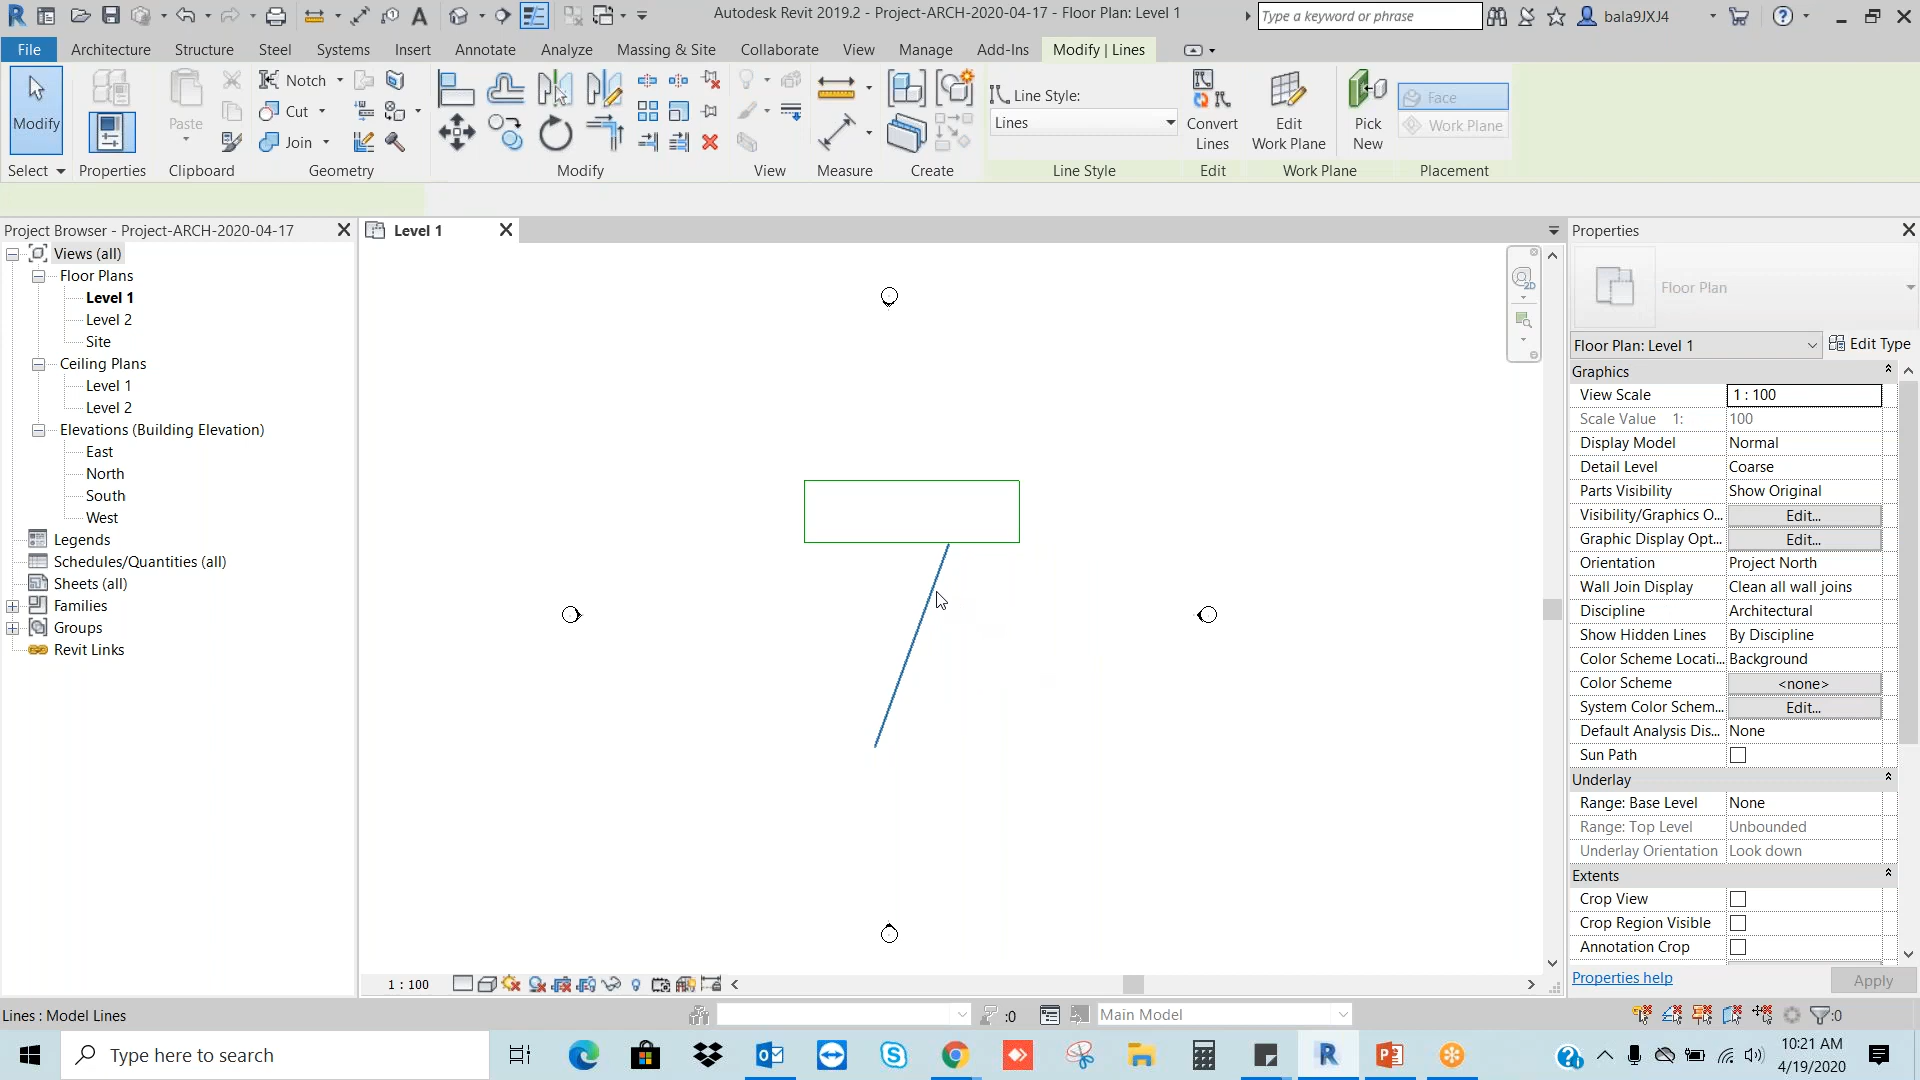 Autodesk Revit 2019.2 - Project-ARCH-2020-04-17 - Floor Plan: Level 1
Type a keyword or phrase
bala9JXJ4
File Architecture Structure Steel Systems Insert Annotate Analyze Massing & Site Collaborate View Manage Add-Ins Modify | Lines
Modify
Paste
Notch
Cut
Join
Line Style:
Lines
Convert Lines
Edit Work Plane
Pick New
Face
Work Plane
Select Properties Clipboard Geometry Modify View Measure Create Line Style Edit Work Plane Placement
Project Browser - Project-ARCH-2020-04-17
Views (all)
Floor Plans
Level 1
Level 2
Site
Ceiling Plans
Level 1
Level 2
Elevations (Building Elevation)
East
North
South
West
Legends
Schedules/Quantities (all)
Sheets (all)
Families
Groups
Revit Links
Level 1
2D
Properties
Floor Plan
Floor Plan: Level 1 Edit Type
Graphics
View Scale 1 : 100
Scale Value 1: 100
Display Model Normal
Detail Level Coarse
Parts Visibility Show Original
Visibility/Graphics O... Edit...
Graphic Display Opt... Edit...
Orientation Project North
Wall Join Display Clean all wall joins
Discipline Architectural
Show Hidden Lines By Discipline
Color Scheme Locati... Background
Color Scheme <none>
System Color Schem... Edit...
Default Analysis Dis... None
Sun Path
Underlay
Range: Base Level None
Range: Top Level Unbounded
Underlay Orientation Look down
Extents
Crop View
Crop Region Visible
Annotation Crop
Properties help Apply
1 : 100
Lines : Model Lines
:0
Main Model
:0
Type here to search
10:21 AM
4/19/2020